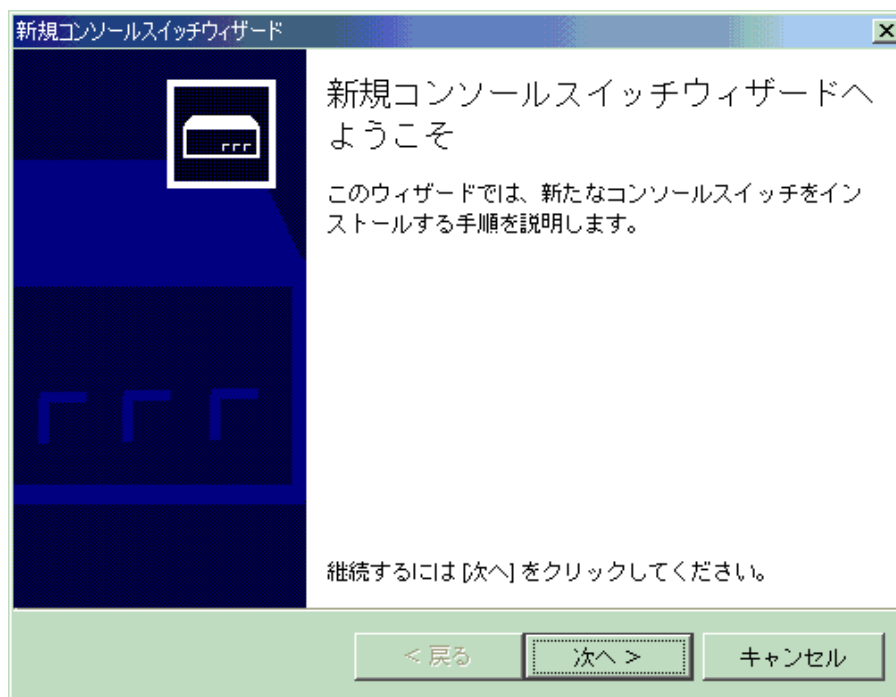 新規コンソールスイッチウィザード
新規コンソールスイッチウィザードへ
ようこそ
このウィザードでは、新たなコンソールスイッチをイン
ストールする手順を説明します。
継続するには [次へ] をクリックしてください。
< 戻る
次へ >
キャンセル